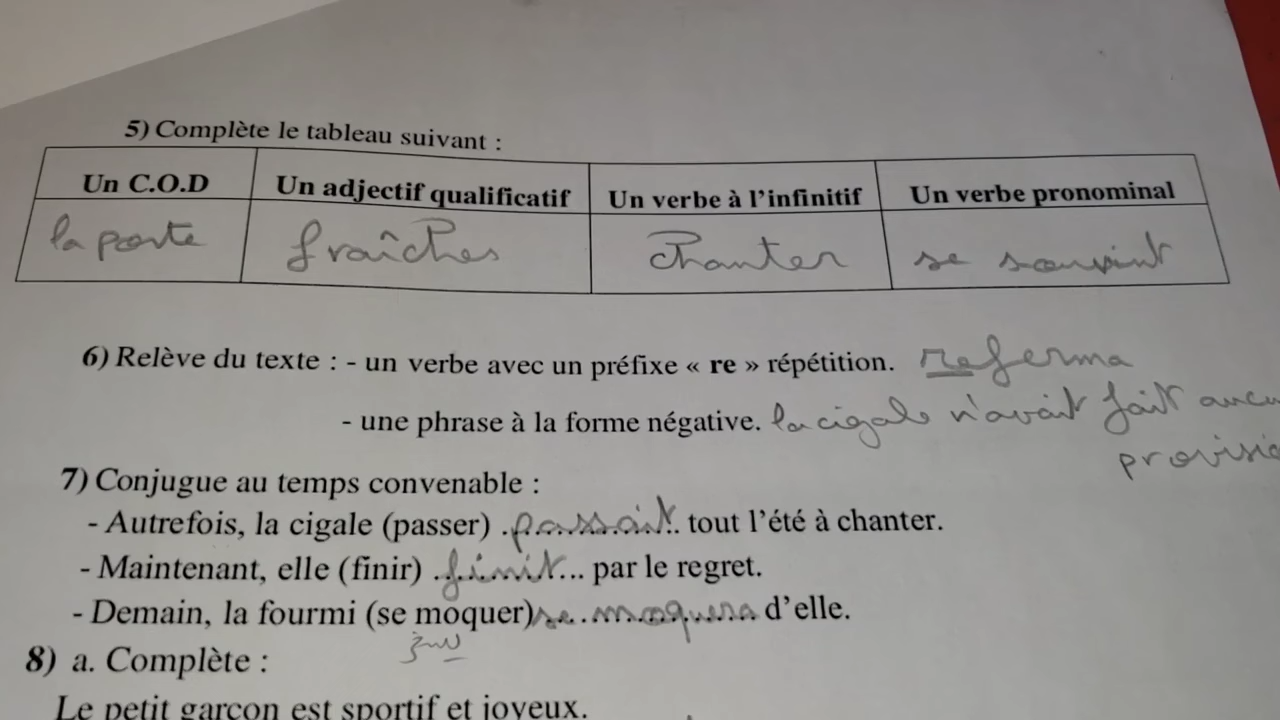 5) Complète le tableau suivant :
Un C.O.D Un adjectif qualificatif Un verbe à l'infinitif Un verbe pronominal
la porte fraîches chanter se souvint
6) Relève du texte : - un verbe avec un préfixe « re » répétition. referma
- une phrase à la forme négative. la cigale n'avait fait aucu
provisio
7) Conjugue au temps convenable :
- Autrefois, la cigale (passer) .passait.. tout l'été à chanter.
- Maintenant, elle (finir) ..finit... par le regret.
- Demain, la fourmi (se moquer) se moquera d'elle.
8) a. Complète :
Le petit garçon est sportif et joyeux.